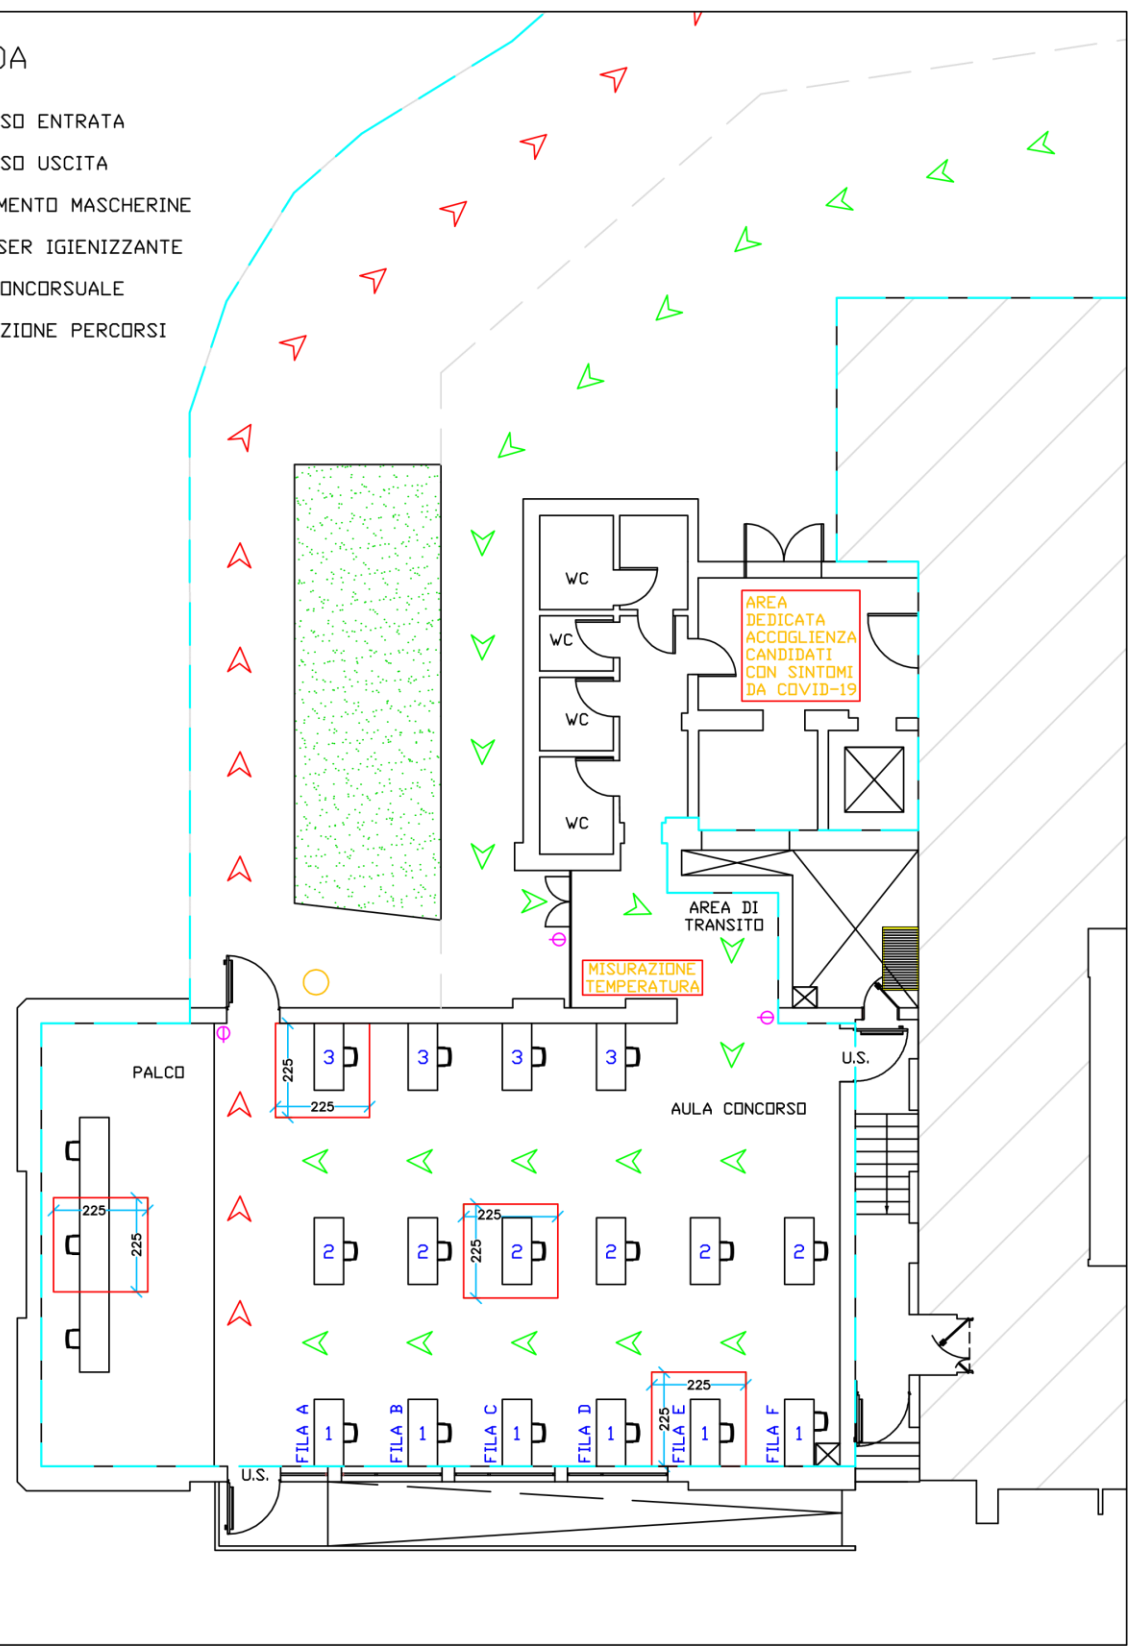 DA
SO ENTRATA
SO USCITA
MENTO MASCHERINE
SER IGIENIZZANTE
ONCORSUALE
ZIONE PERCORSI
WC
WC
WC
WC
AREA
DEDICATA
ACCOGLIENZA
CANDIDATI
CON SINTOMI
DA COVID-19
AREA DI
TRANSITO
MISURAZIONE
TEMPERATURA
PALCO
3
3
3
3
225
225
U.S.
AULA CONCORSO
225
225
225
225
2
2
2
2
2
2
225
225
FILA A
1
FILA B
1
FILA C
1
FILA D
1
FILA E
1
FILA F
1
U.S.